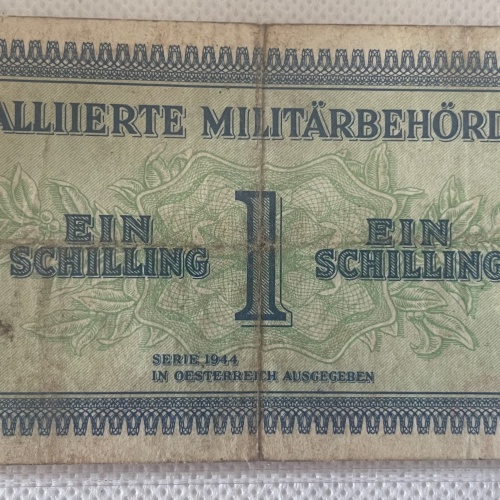 ALLIIERTE MILITÄRBEHÖRD
EIN SCHILLING 1 EIN SCHILLING
SERIE 1944
IN OESTERREICH AUSGEGEBEN